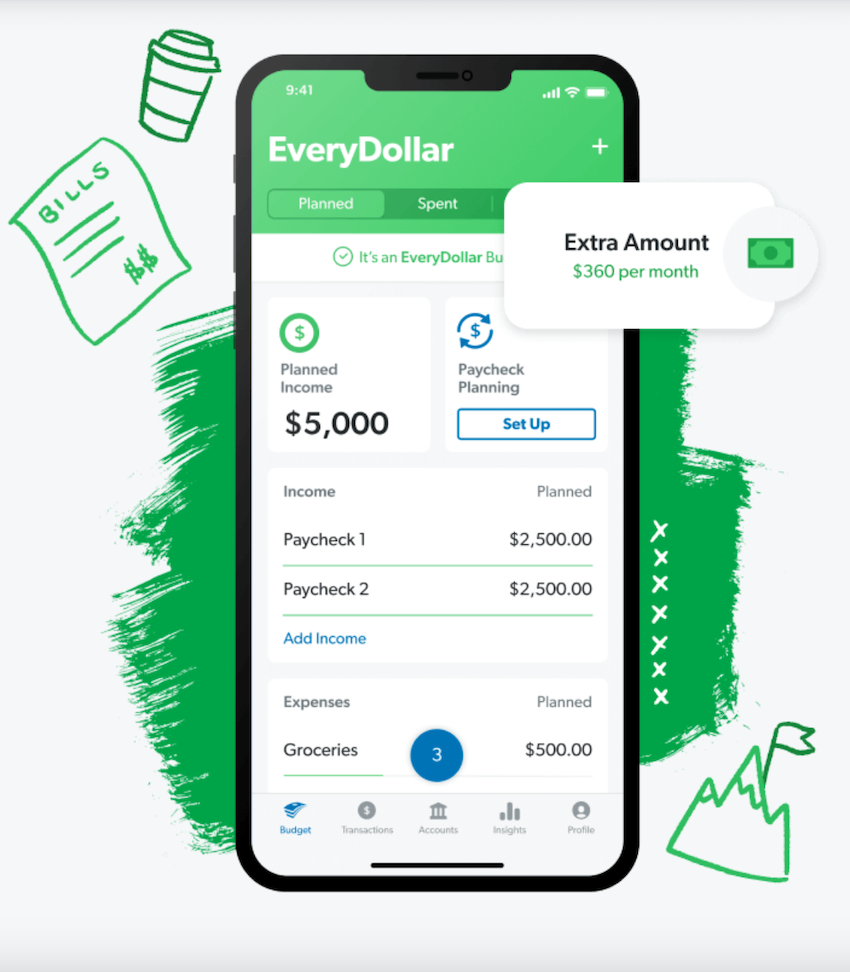 BILLS
$$
9:41
EveryDollar
+
Planned Spent
It's an EveryDollar Bu
Extra Amount
$360 per month
$ $
Planned
Income
Paycheck
Planning
$5,000
Set Up
Income Planned
Paycheck 1 $2,500.00
Paycheck 2 $2,500.00
Add Income
Expenses Planned
Groceries 3 $500.00
$
Budget Transactions Accounts Insights Profile